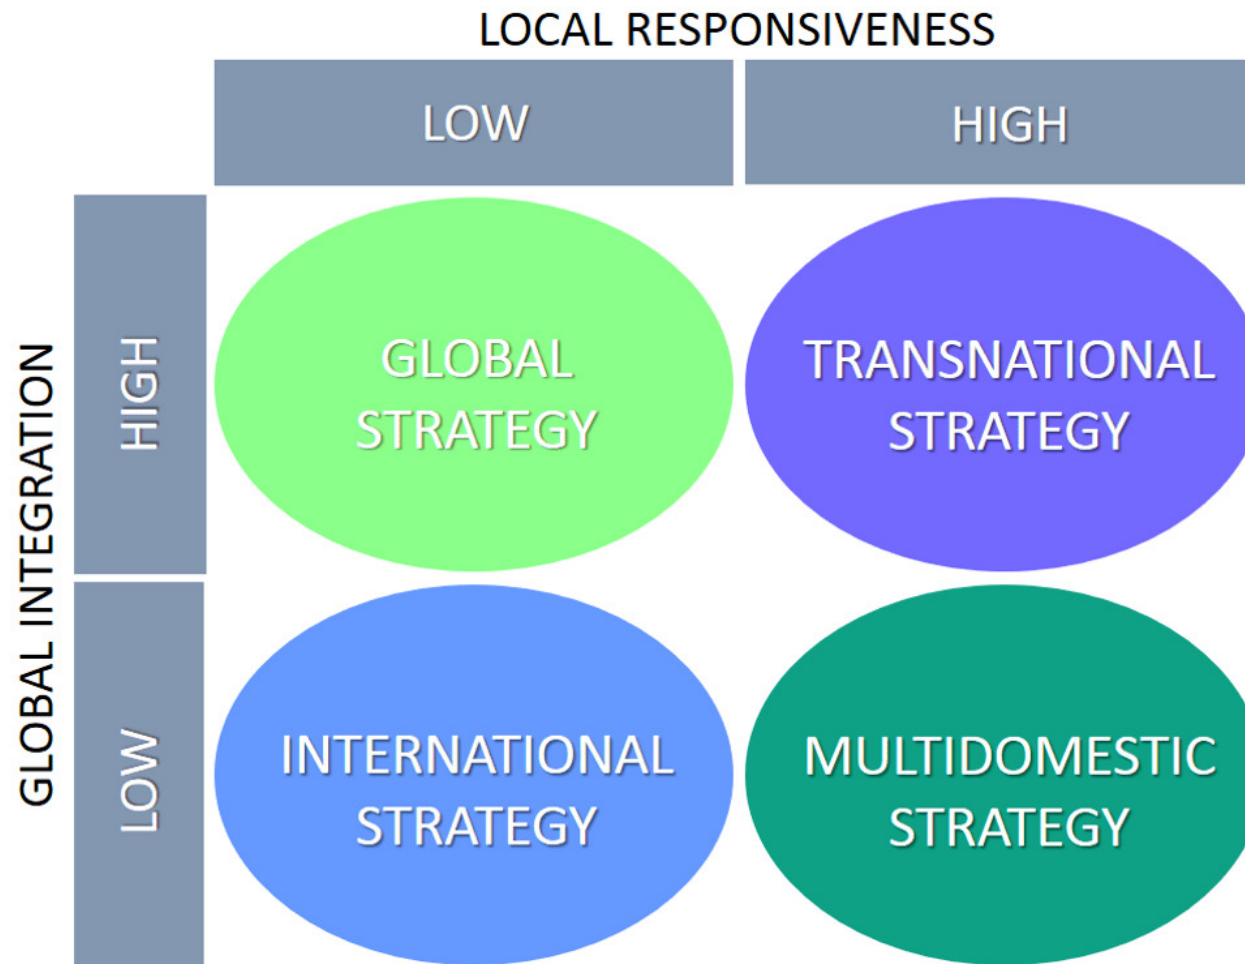 LOCAL RESPONSIVENESS
LOW
HIGH
GLOBAL INTEGRATION
HIGH
GLOBAL
STRATEGY
TRANSNATIONAL
STRATEGY
LOW
INTERNATIONAL
STRATEGY
MULTIDOMESTIC
STRATEGY